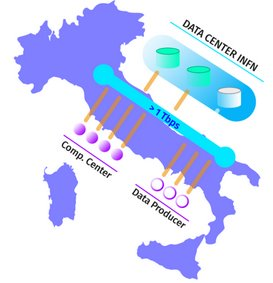 DATA CENTER INFN
> 1 Tbps
Comp. Center
Data Producer